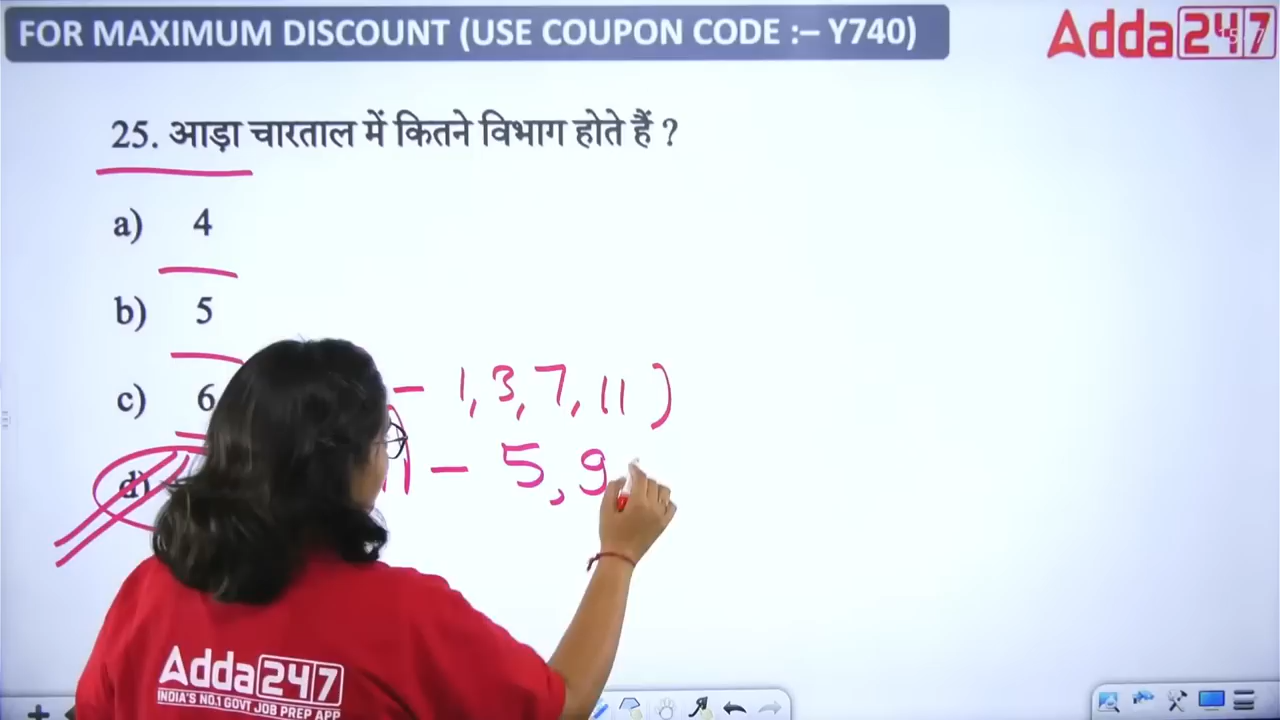 FOR MAXIMUM DISCOUNT (USE COUPON CODE :– Y740)
Adda247
25. आड़ा चारताल में कितने विभाग होते हैं ?
a) 4
b) 5
c) 6
– 1, 3, 7, 11 )
d)
– 5, 9
Adda247
INDIA'S NO.1 GOVT JOB PREP APP